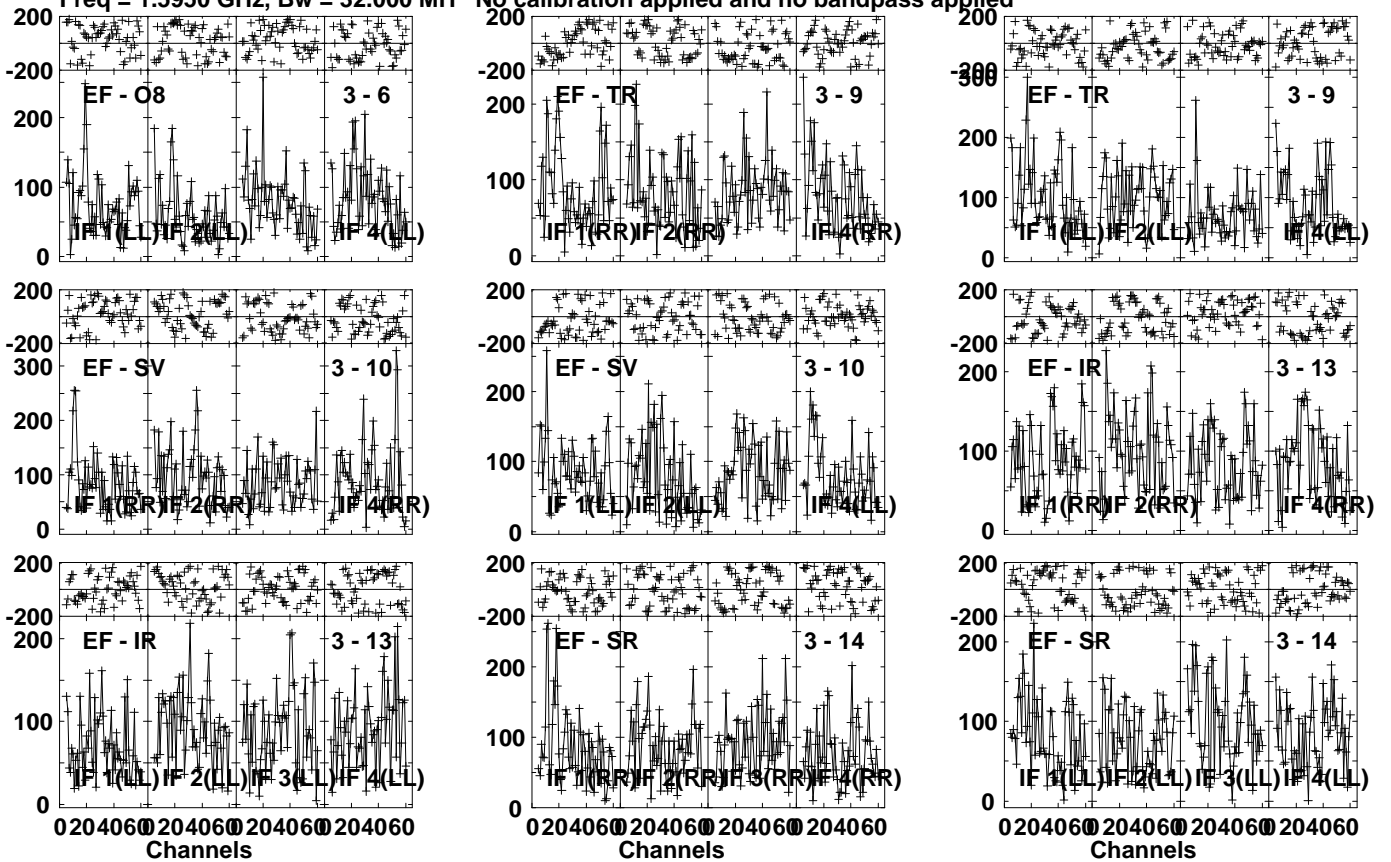 Freq = 1.5950 GHz, Bw = 32.000 MH No calibration applied and no bandpass applied
200
-200
EF - O8 3 - 6
200
100
0
IF 1(LL) IF 2(LL) IF 4(LL)
200
EF - TR 3 - 9
200
100
0
IF 1(RR) IF 2(RR) IF 4(RR)
200
-200
300
EF - TR 3 - 9
200
100
0
IF 1(LL) IF 2(LL) IF 4(LL)
200
-200
300
EF - SV 3 - 10
200
100
0
IF 1(RR) IF 2(RR) IF 4(RR)
200
-200
EF - SV 3 - 10
200
100
0
IF 1(LL) IF 2(LL) IF 4(LL)
200
-200
EF - IR 3 - 13
200
100
0
IF 1(RR) IF 2(RR) IF 4(RR)
200
-200
EF - IR 3 - 13
200
100
0
IF 1(LL) IF 2(LL) IF 3(LL) IF 4(LL)
0 20 40 60 0 20 40 60 0 20 40 60 0 20 40 60
Channels
200
-200
EF - SR 3 - 14
200
100
0
IF 1(RR) IF 2(RR) IF 3(RR) IF 4(RR)
0 20 40 60 0 20 40 60 0 20 40 60 0 20 40 60
Channels
200
-200
EF - SR 3 - 14
200
100
0
IF 1(LL) IF 2(LL) IF 3(LL) IF 4(LL)
0 20 40 60 0 20 40 60 0 20 40 60 0 20 40 60
Channels